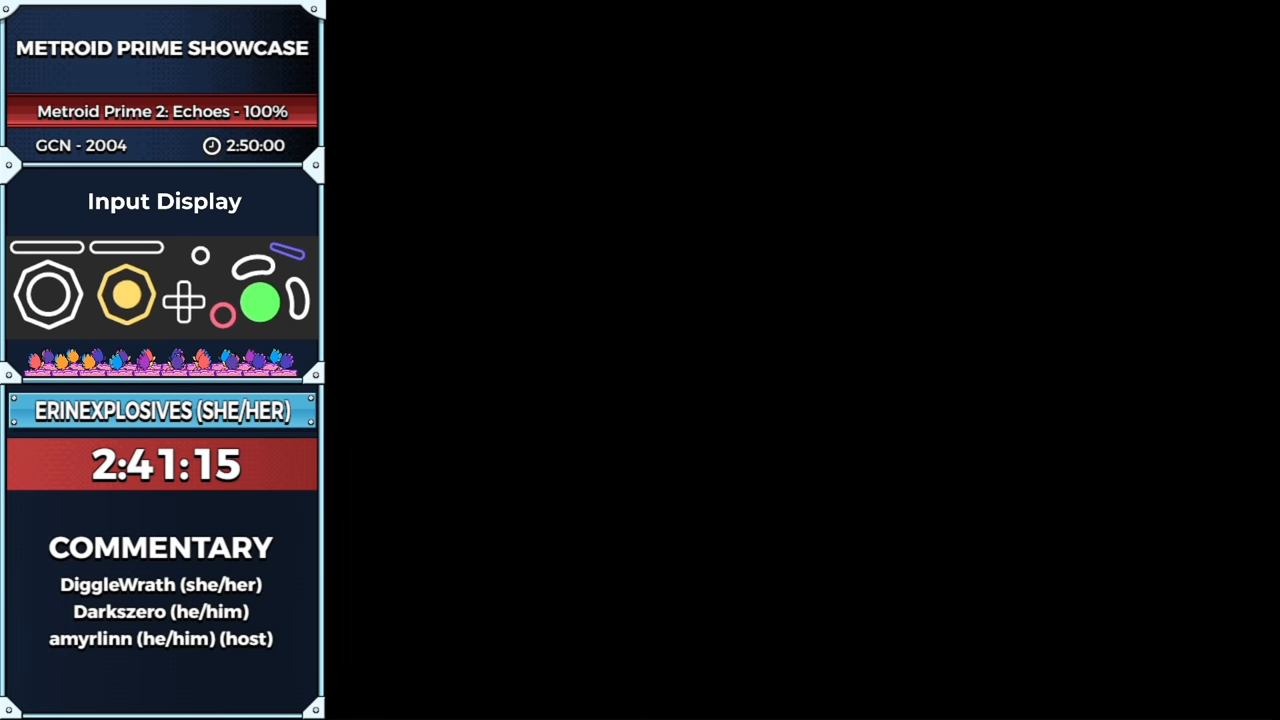 METROID PRIME SHOWCASE
Metroid Prime 2: Echoes - 100%
GCN - 2004 2:50:00
Input Display
ERINEXPLOSIVES (SHE/HER)
2:41:15
COMMENTARY
DiggleWrath (she/her)
Darkszero (he/him)
amyrlinn (he/him) (host)